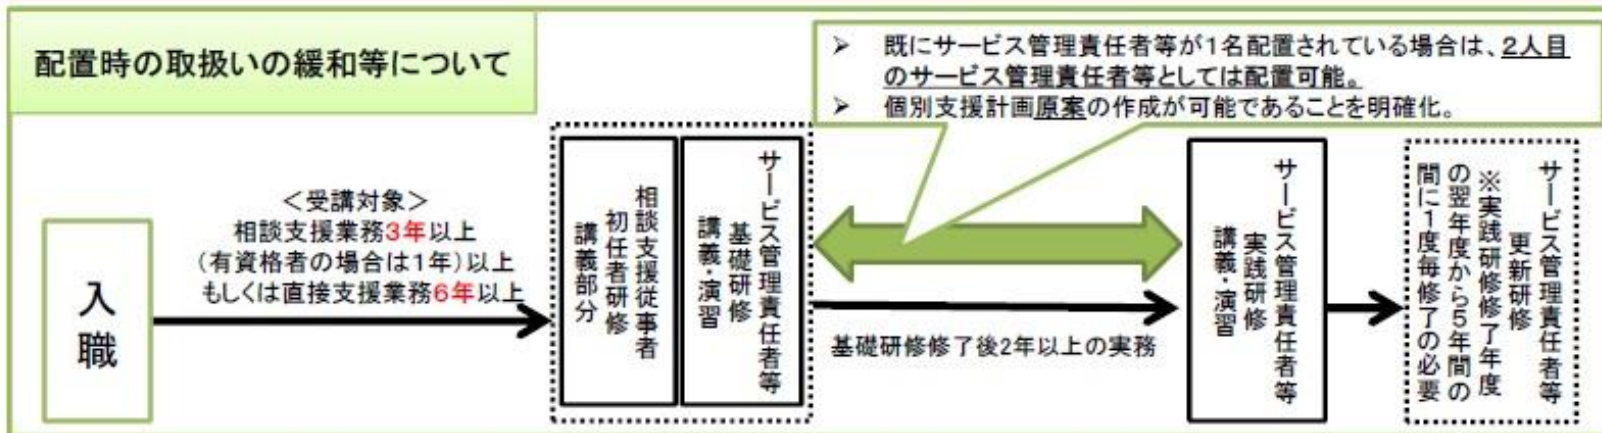 配置時の取扱いの緩和等について
➢ 既にサービス管理責任者等が1名配置されている場合は、2人目
のサービス管理責任者等としては配置可能。
➢ 個別支援計画原案の作成が可能であることを明確化。
入
職
＜受講対象＞
相談支援業務3年以上
(有資格者の場合は1年)以上
もしくは直接支援業務6年以上
相談支援従事者
初任者研修
講義部分
サービス管理責任者等
基礎研修
講義・演習
基礎研修修了後2年以上の実務
サービス管理責任者等
実践研修
講義・演習
サービス管理責任者等
更新研修
※実践研修修了年度
の翌年度から5年間の
間に1度毎修了の必要